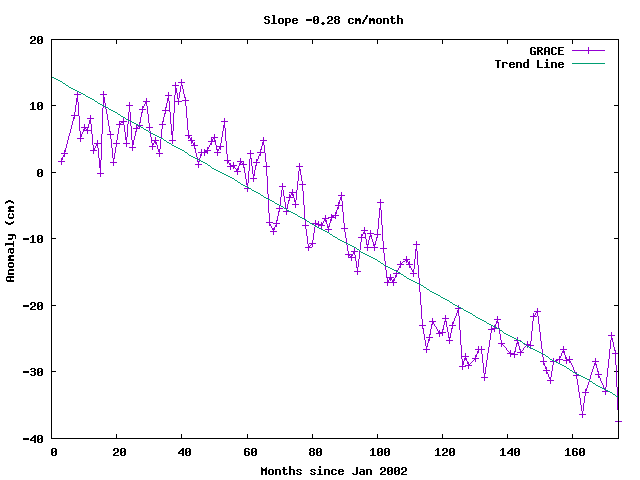 Slope -0.28 cm/month
GRACE
Trend Line
20
10
0
-10
-20
-30
-40
Anomaly (cm)
0 20 40 60 80 100 120 140 160
Months since Jan 2002